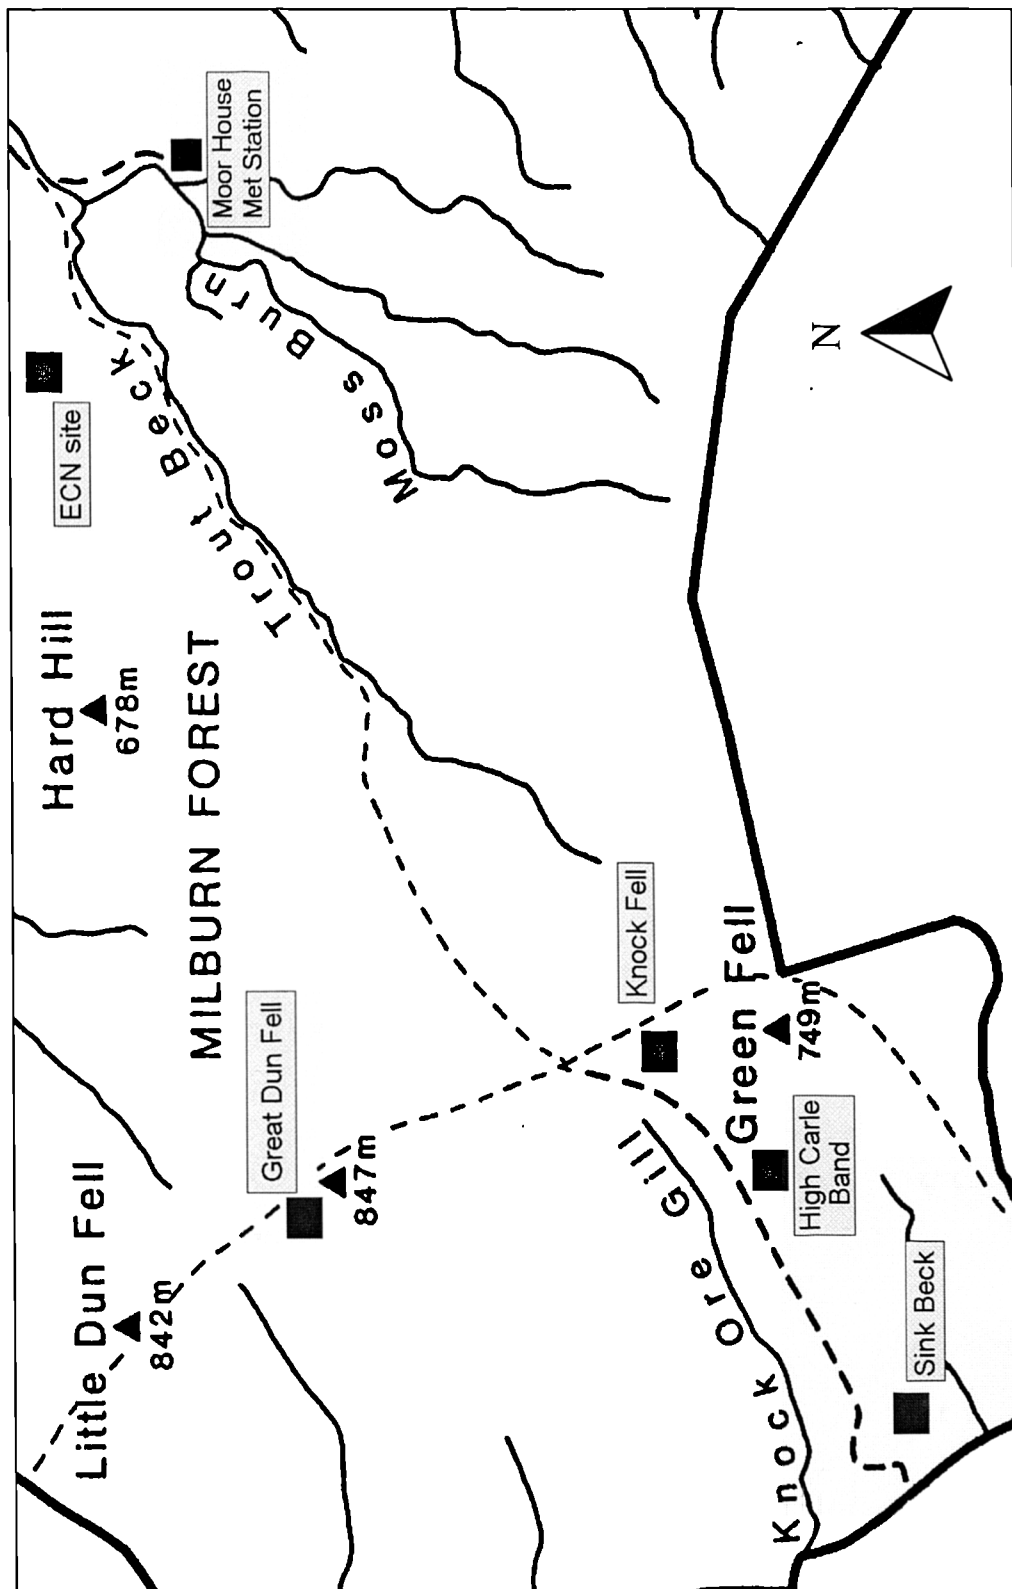 Little Dun Fell
842m
Great Dun Fell
847m
Hard Hill
678m
MILBURN FOREST
ECN site
Moor House
Met Station
Trout Beck
Moss Burn
Knock Fell
Green Fell
749m
High Carle
Band
Knock Ore Gill
Sink Beck
N